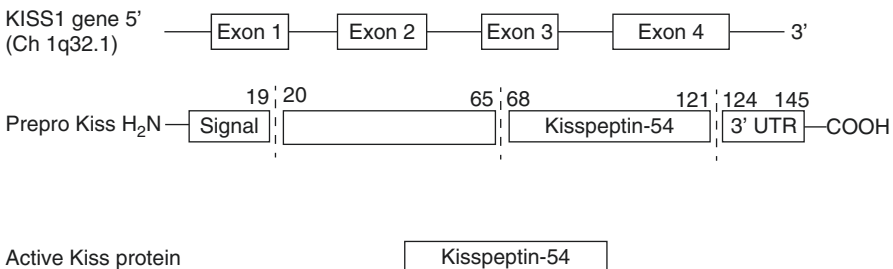 KISS1 gene 5’
(Ch 1q32.1)
Exon 1 Exon 2 Exon 3 Exon 4 3’
19 20 65 68 121 124 145
Prepro Kiss H₂N Signal Kisspeptin-54 3’ UTR COOH
Active Kiss protein Kisspeptin-54